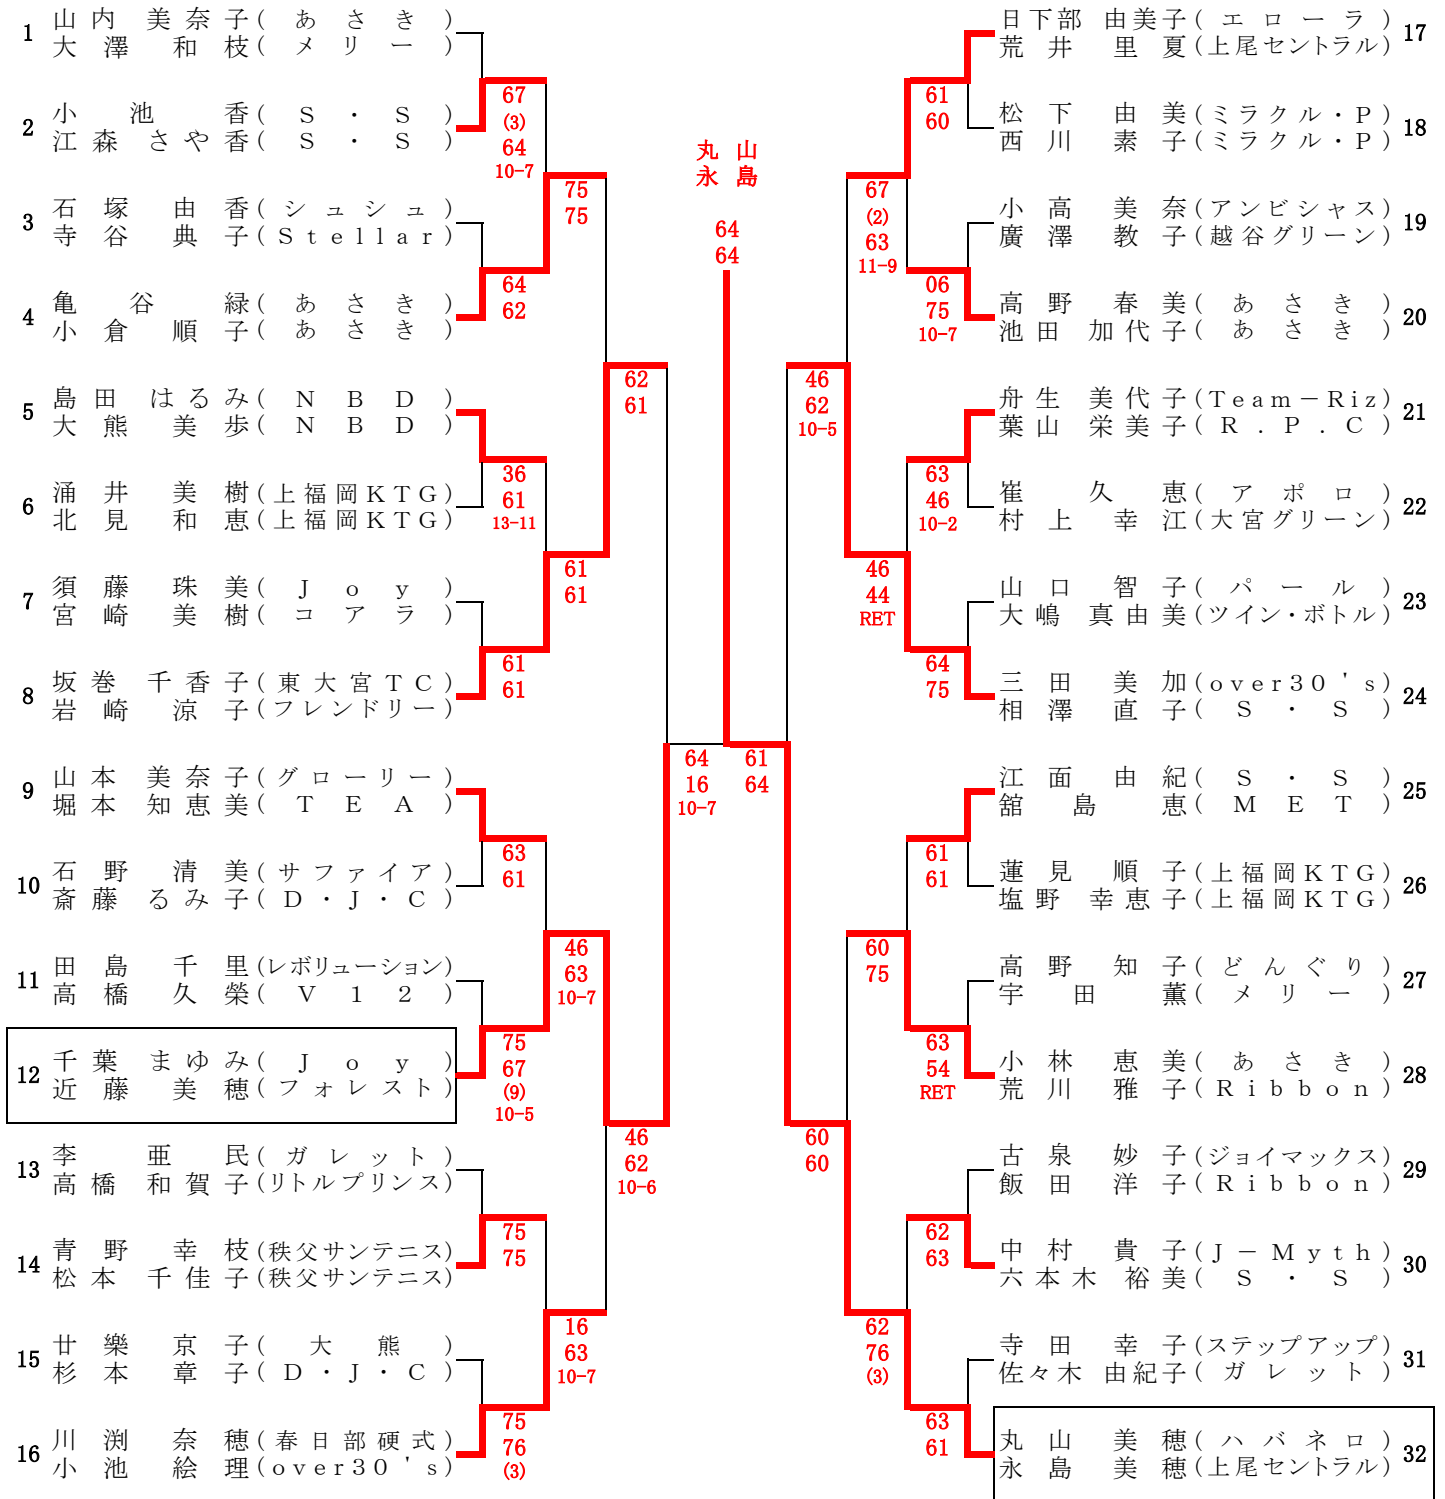 1 山内 美奈子(あさき)
大澤 和枝(メリー)
2 小池 香(S・S)
江森 さや香(S・S)
3 石塚 由香(シュシュ)
寺谷 典子(Stellar)
4 亀谷 緑(あさき)
小倉 順子(あさき)
5 島田 はるみ(NBD)
大熊 美歩(NBD)
6 涌井 美樹(上福岡KTG)
北見 和恵(上福岡KTG)
7 須藤 珠美(Joy)
宮崎 美樹(コアラ)
8 坂巻 千香子(東大宮TC)
岩崎 涼子(フレンドリー)
9 山本 美奈子(グローリー)
堀本 知恵美(TEA)
10 石野 清美(サファイア)
斎藤 るみ子(D・J・C)
11 田島 千里(レボリューション)
高橋 久榮(V12)
12 千葉 まゆみ(Joy)
近藤 美穂(フォレスト)
13 李 亜民(ガレット)
高橋 和賀子(リトルプリンス)
14 青野 幸枝(秩父サンテニス)
松本 千佳子(秩父サンテニス)
15 廿樂 京子(大熊)
杉本 章子(D・J・C)
16 川渕 奈穂(春日部硬式)
小池 絵理(over30's)
67
(3)
64
10-7
64
62
36
61
13-11
61
61
63
61
75
67
(9)
10-5
75
75
75
76
(3)
75
75
61
61
46
63
10-7
16
63
10-7
62
61
46
62
10-6
64
16
10-7
丸山
永島
64
64
61
64
46
62
10-5
60
60
67
(2)
63
11-9
46
44
RET
60
75
62
76
(3)
61
60
06
75
10-7
63
46
10-2
64
75
61
61
63
54
RET
62
63
63
61
日下部 由美子(エローラ) 17
荒井 里夏(上尾セントラル)
松下 由美(ミラクル・P) 18
西川 素子(ミラクル・P)
小高 美奈(アンビシャス) 19
廣澤 教子(越谷グリーン)
高野 春美(あさき) 20
池田 加代子(あさき)
舟生 美代子(Team－Riz) 21
葉山 栄美子(R.P.C)
崔 久恵(アポロ) 22
村上 幸江(大宮グリーン)
山口 智子(パール) 23
大嶋 真由美(ツイン・ボトル)
三田 美加(over30's) 24
相澤 直子(S・S)
江面 由紀(S・S) 25
舘島 恵(MET)
蓮見 順子(上福岡KTG) 26
塩野 幸恵子(上福岡KTG)
高野 知子(どんぐり) 27
宇田 薫(メリー)
小林 恵美(あさき) 28
荒川 雅子(Ribbon)
古泉 妙子(ジョイマックス) 29
飯田 洋子(Ribbon)
中村 貴子(J－Myth) 30
六本木 裕美(S・S)
寺田 幸子(ステップアップ) 31
佐々木 由紀子(ガレット)
丸山 美穂(ハバネロ) 32
永島 美穂(上尾セントラル)